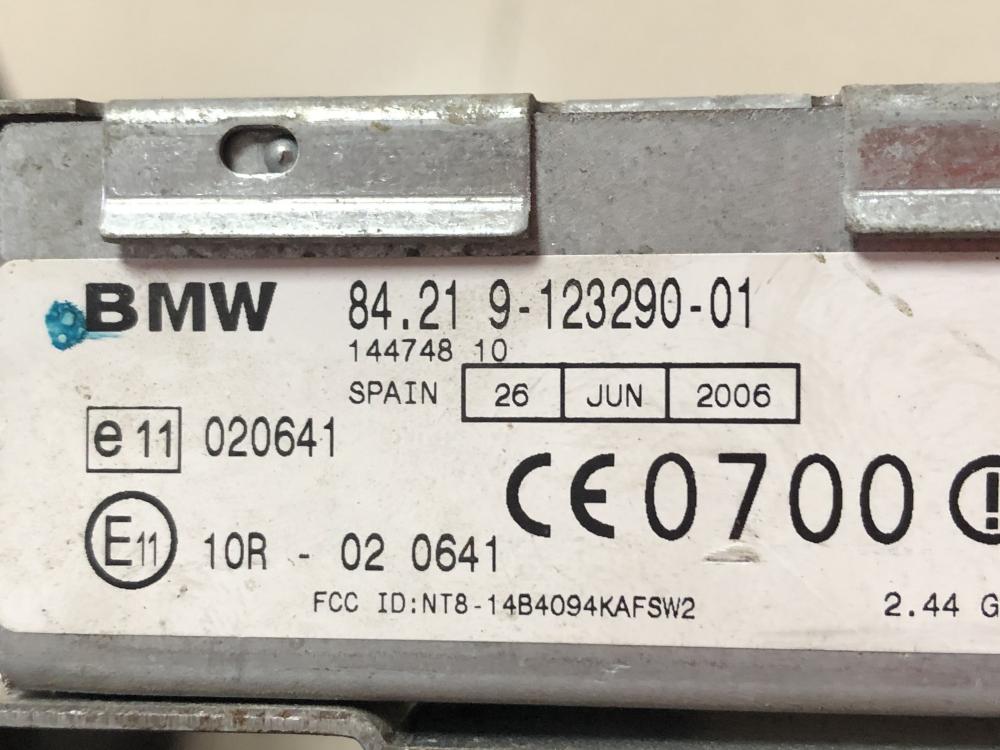 BMW 84.21 9-123290-01
144748 10
SPAIN 26 JUN 2006
e11 020641
CE0700 !
E11 10R - 02 0641
FCC ID:NT8-14B4094KAFSW2 2.44 G